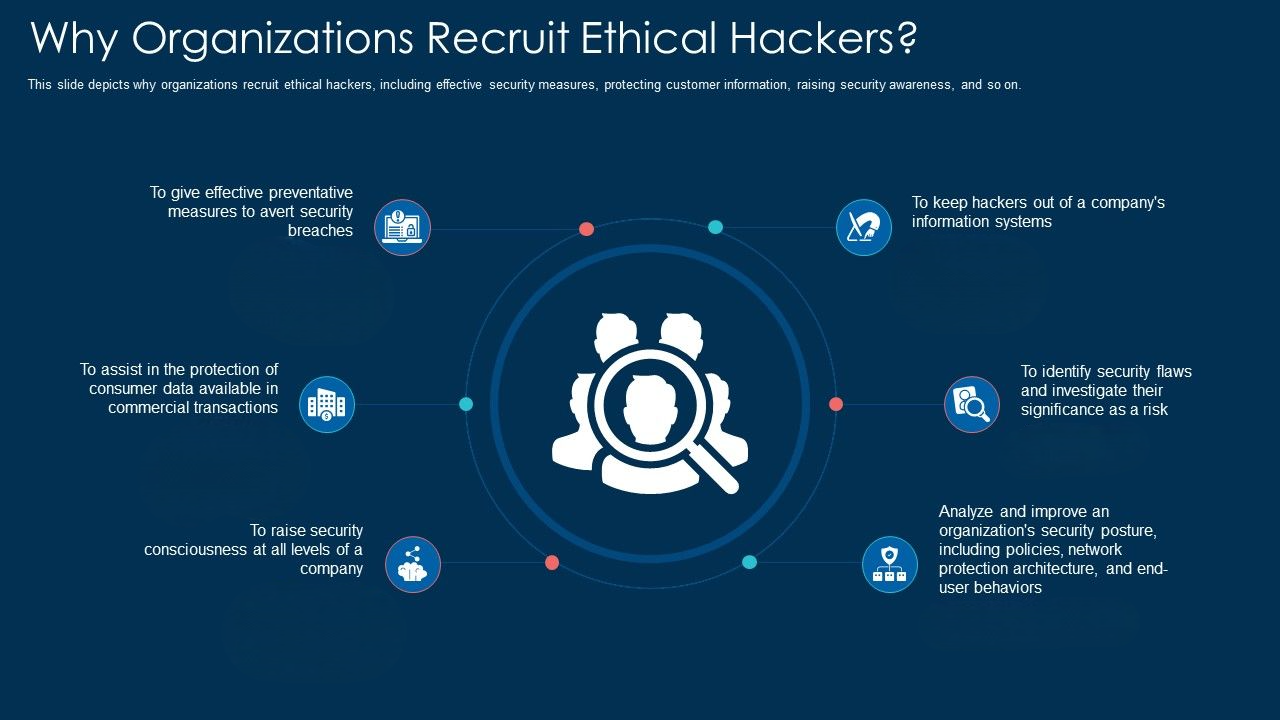 Why Organizations Recruit Ethical Hackers?
This slide depicts why organizations recruit ethical hackers, including effective security measures, protecting customer information, raising security awareness, and so on.
To give effective preventative
measures to avert security
breaches
To keep hackers out of a company's
information systems
To assist in the protection of
consumer data available in
commercial transactions
To identify security flaws
and investigate their
significance as a risk
To raise security
consciousness at all levels of a
company
Analyze and improve an
organization's security posture,
including policies, network
protection architecture, and end-
user behaviors